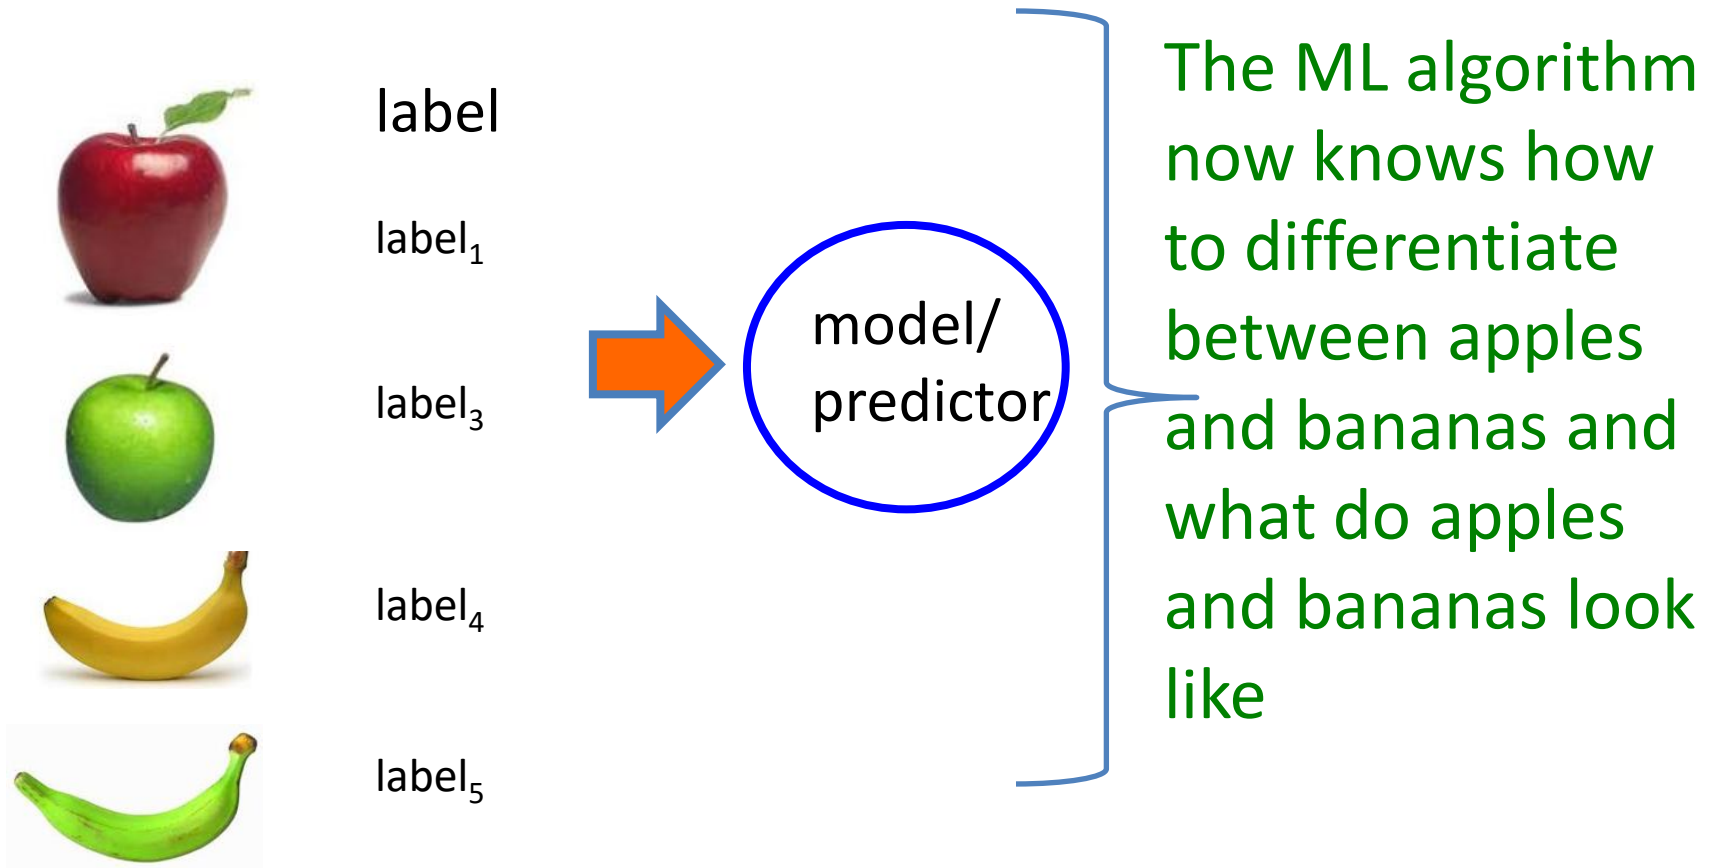 label
label₁
label₃
label₄
label₅
model/
predictor
The ML algorithm
now knows how
to differentiate
between apples
and bananas and
what do apples
and bananas look
like